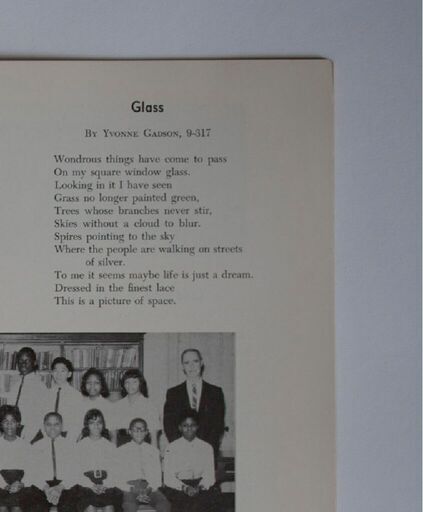 Glass
By Yvonne Gadson, 9-317
Wondrous things have come to pass
On my square window glass.
Looking in it I have seen
Grass no longer painted green,
Trees whose branches never stir,
Skies without a cloud to blur.
Spires pointing to the sky
Where the people are walking on streets
of silver.
To me it seems maybe life is just a dream.
Dressed in the finest lace
This is a picture of space.